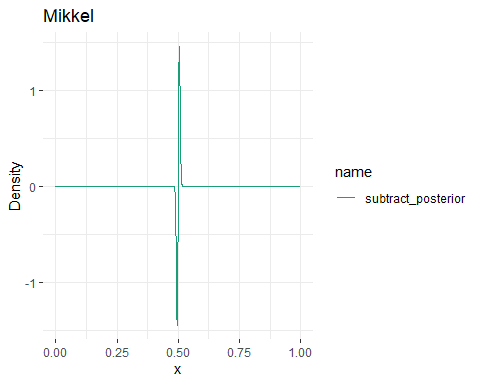 Mikkel
Density
1
0
-1
0.00 0.25 0.50 0.75 1.00
x
name
subtract_posterior